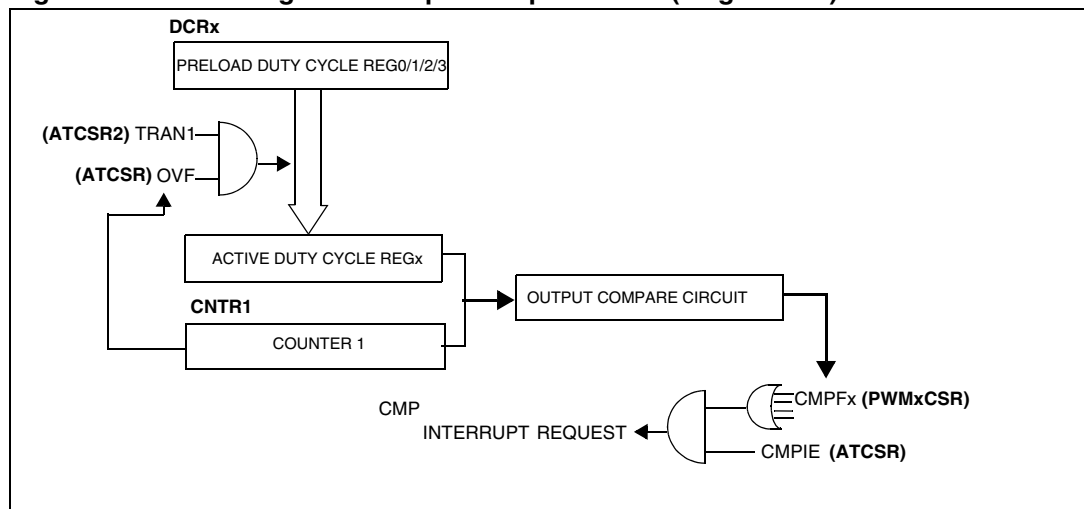 DCRx
PRELOAD DUTY CYCLE REG0/1/2/3
(ATCSR2) TRAN1
(ATCSR) OVF
ACTIVE DUTY CYCLE REGx
CNTR1
OUTPUT COMPARE CIRCUIT
COUNTER 1
CMPFx (PWMxCSR)
CMP
INTERRUPT REQUEST
CMPIE (ATCSR)